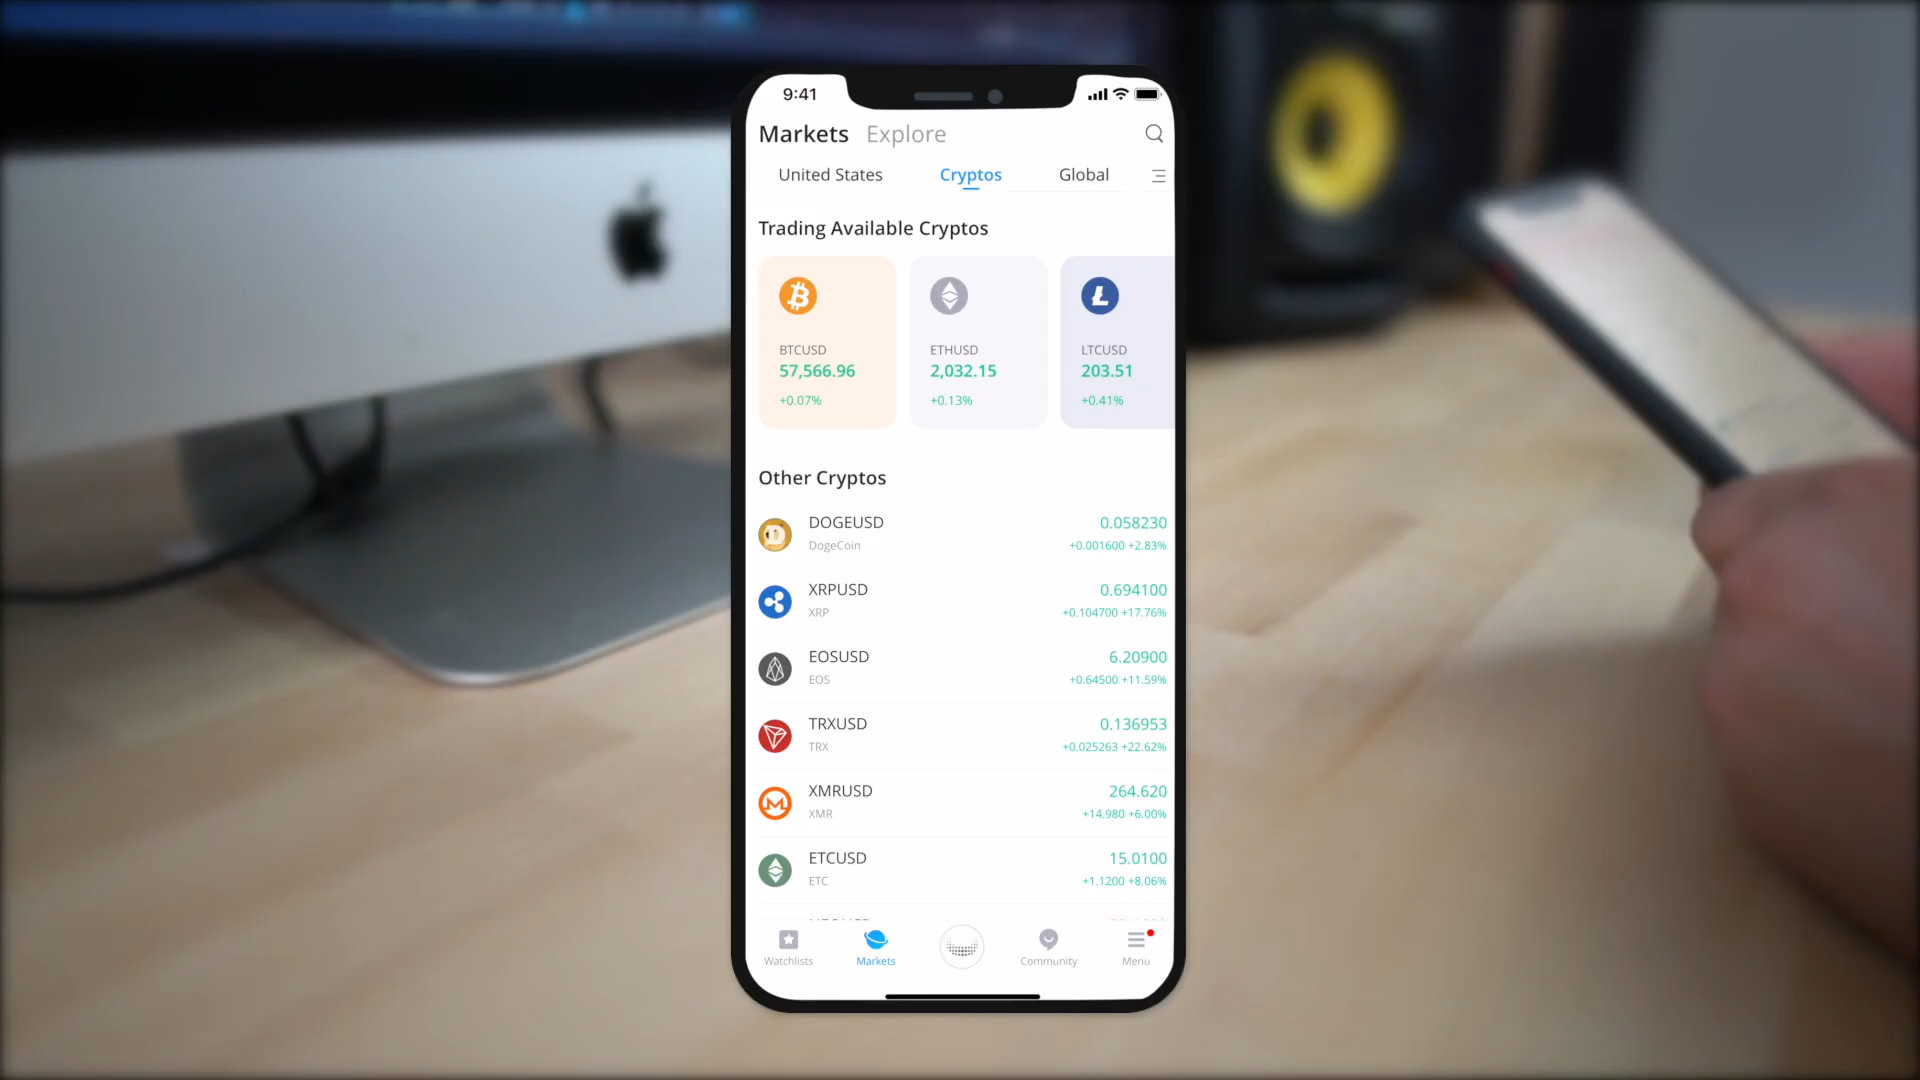 9:41
Markets Explore
United States Cryptos Global
Trading Available Cryptos
BTCUSD ETHUSD LTCUSD
57,566.96 2,032.15 203.51
+0.07% +0.13% +0.41%
Other Cryptos
DOGEUSD 0.058230
DogeCoin +0.001600 +2.83%
XRPUSD 0.694100
XRP +0.104700 +17.76%
EOSUSD 6.20900
EOS +0.64500 +11.59%
TRXUSD 0.136953
TRX +0.025263 +22.62%
XMRUSD 264.620
XMR +14.980 +6.00%
ETCUSD 15.0100
ETC +1.1200 +8.06%
Watchlists Markets Community Menu